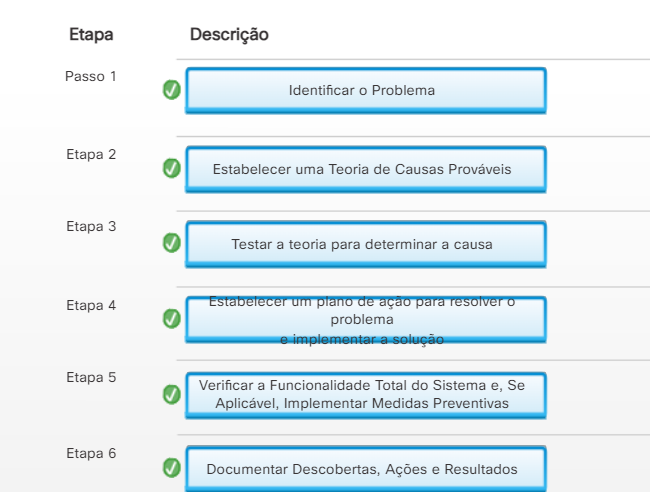 Etapa Descrição
Passo 1
Identificar o Problema
Etapa 2
Estabelecer uma Teoria de Causas Prováveis
Etapa 3
Testar a teoria para determinar a causa
Etapa 4
Estabelecer um plano de ação para resolver o
problema
e implementar a solução
Etapa 5
Verificar a Funcionalidade Total do Sistema e, Se
Aplicável, Implementar Medidas Preventivas
Etapa 6
Documentar Descobertas, Ações e Resultados